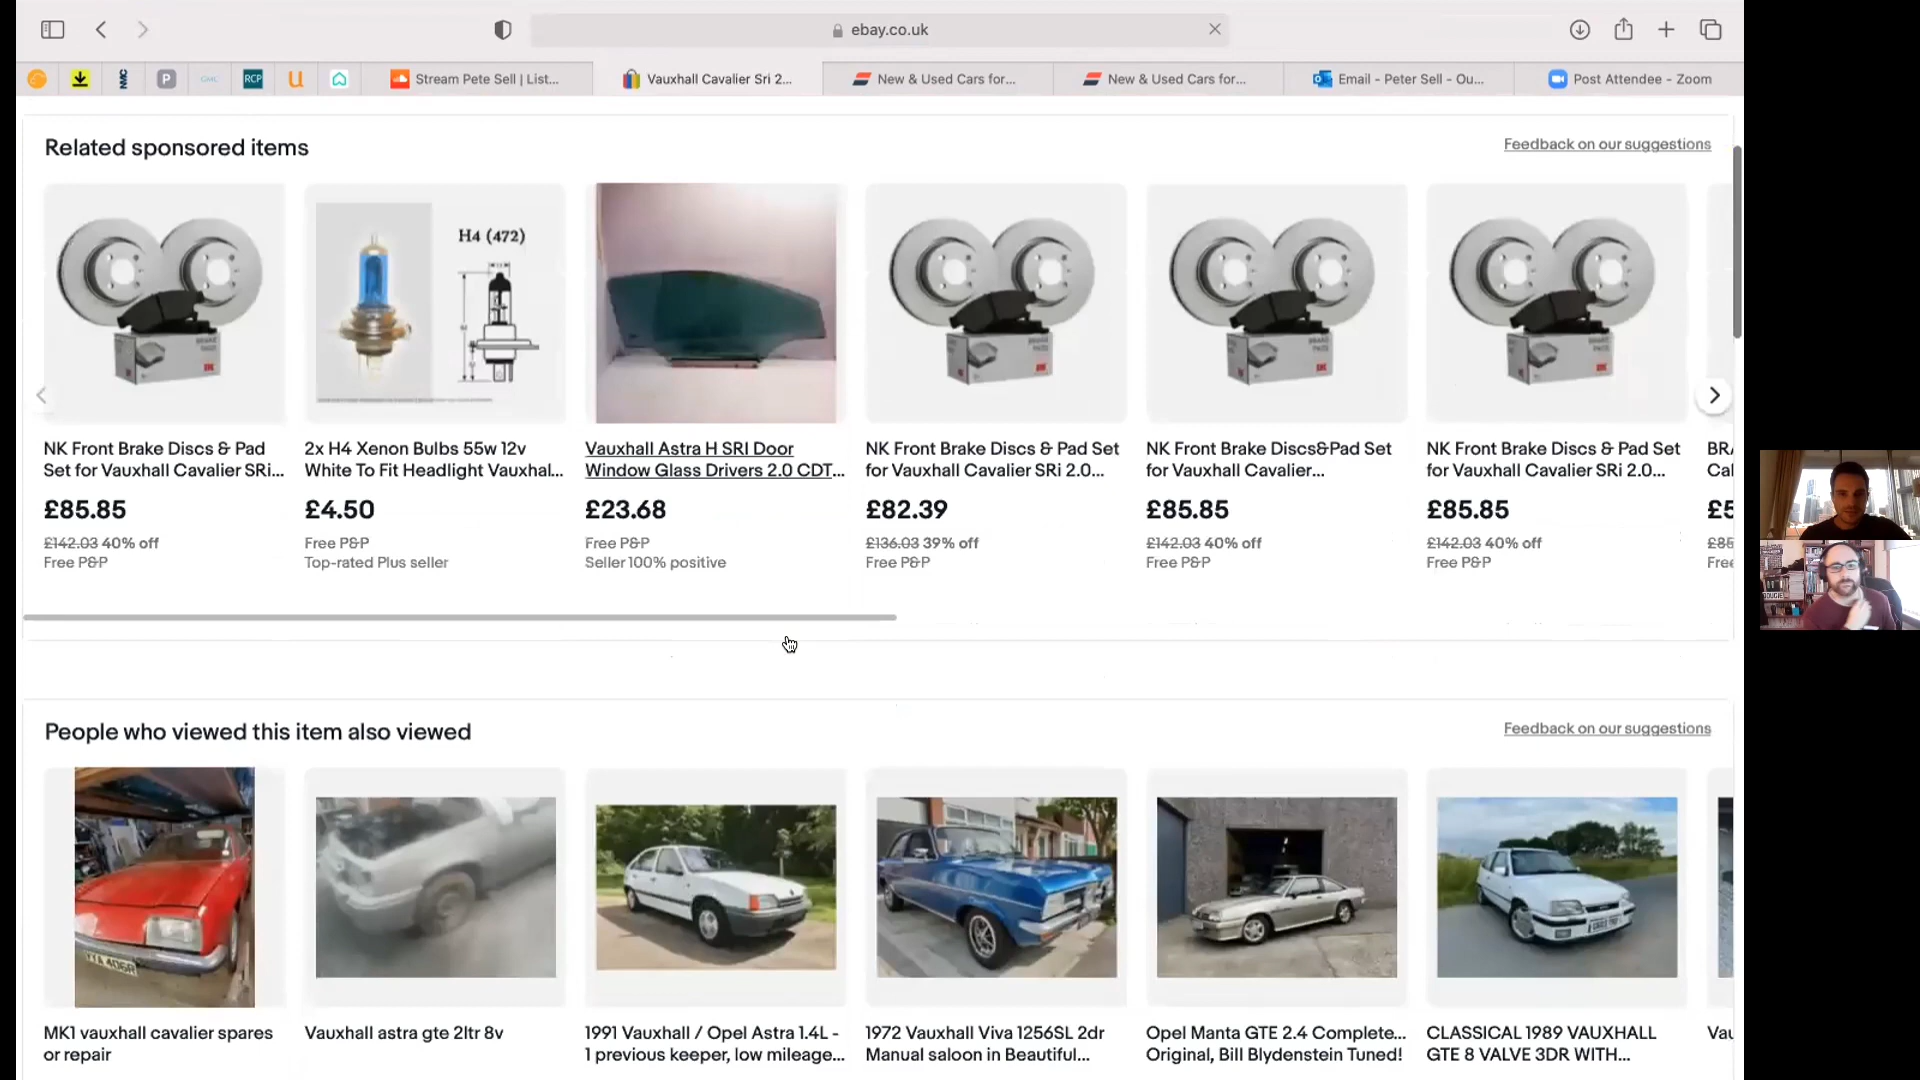 ebay.co.uk
NMC
P
RCP
Stream Pete Sell | List...
Vauxhall Cavalier Sri 2...
New & Used Cars for...
New & Used Cars for...
Email - Peter Sell - Ou...
Post Attendee - Zoom
Related sponsored items
Feedback on our suggestions
H4 (472)
NK Front Brake Discs & Pad
Set for Vauxhall Cavalier SRi...
£85.85
£142.03 40% off
Free P&P
2x H4 Xenon Bulbs 55w 12v
White To Fit Headlight Vauxhal...
£4.50
Free P&P
Top-rated Plus seller
Vauxhall Astra H SRI Door
Window Glass Drivers 2.0 CDT...
£23.68
Free P&P
Seller 100% positive
NK Front Brake Discs & Pad Set
for Vauxhall Cavalier SRi 2.0...
£82.39
£136.03 39% off
Free P&P
NK Front Brake Discs&Pad Set
for Vauxhall Cavalier...
£85.85
£142.03 40% off
Free P&P
NK Front Brake Discs & Pad Set
for Vauxhall Cavalier SRi 2.0...
£85.85
£142.03 40% off
Free P&P
People who viewed this item also viewed
Feedback on our suggestions
MK1 vauxhall cavalier spares
or repair
Vauxhall astra gte 2ltr 8v
1991 Vauxhall / Opel Astra 1.4L -
1 previous keeper, low mileage...
1972 Vauxhall Viva 1256SL 2dr
Manual saloon in Beautiful...
Opel Manta GTE 2.4 Complete...
Original, Bill Blydenstein Tuned!
CLASSICAL 1989 VAUXHALL
GTE 8 VALVE 3DR WITH...